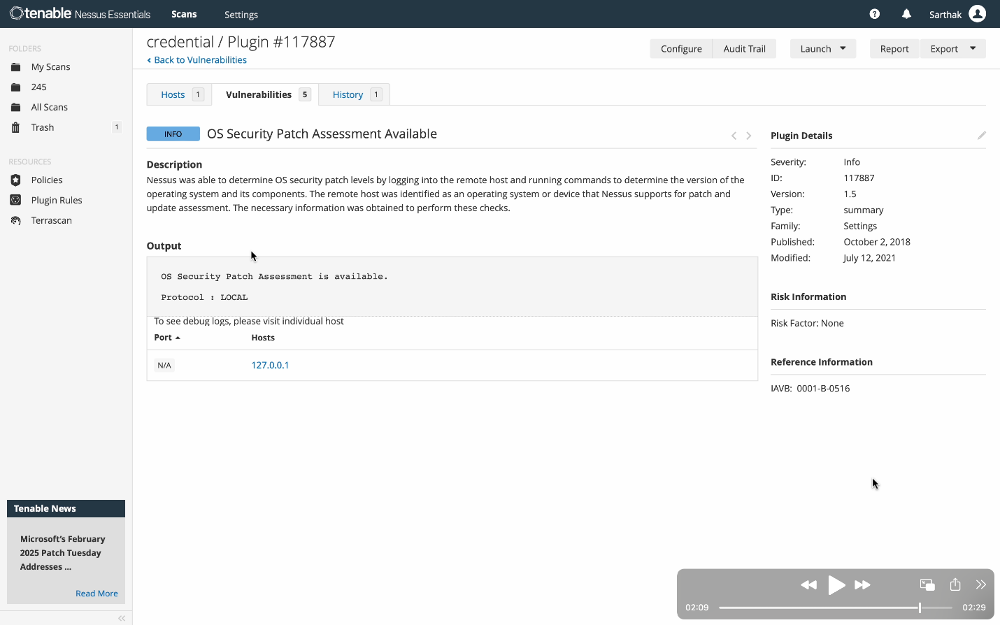 tenable Nessus Essentials
Scans
Settings
Sarthak
FOLDERS
My Scans
245
All Scans
Trash
1
RESOURCES
Policies
Plugin Rules
Terrascan
Tenable News
Microsoft's February
2025 Patch Tuesday
Addresses ...
Read More
credential / Plugin #117887
Back to Vulnerabilities
Configure
Audit Trail
Launch
Report
Export
Hosts 1
Vulnerabilities 5
History 1
INFO
OS Security Patch Assessment Available
Description
Nessus was able to determine OS security patch levels by logging into the remote host and running commands to determine the version of the
operating system and its components. The remote host was identified as an operating system or device that Nessus supports for patch and
update assessment. The necessary information was obtained to perform these checks.
Output
OS Security Patch Assessment is available.
Protocol : LOCAL
To see debug logs, please visit individual host
Port Hosts
N/A 127.0.0.1
Plugin Details
Severity: Info
ID: 117887
Version: 1.5
Type: summary
Family: Settings
Published: October 2, 2018
Modified: July 12, 2021
Risk Information
Risk Factor: None
Reference Information
IAVB: 0001-B-0516
02:09
02:29